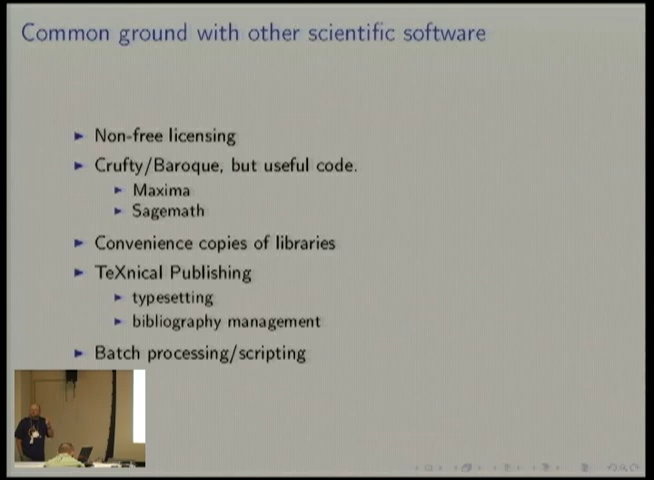 Common ground with other scientific software
Non-free licensing
Crufty/Baroque, but useful code.
Maxima
Sagemath
Convenience copies of libraries
TeXnical Publishing
typesetting
bibliography management
Batch processing/scripting